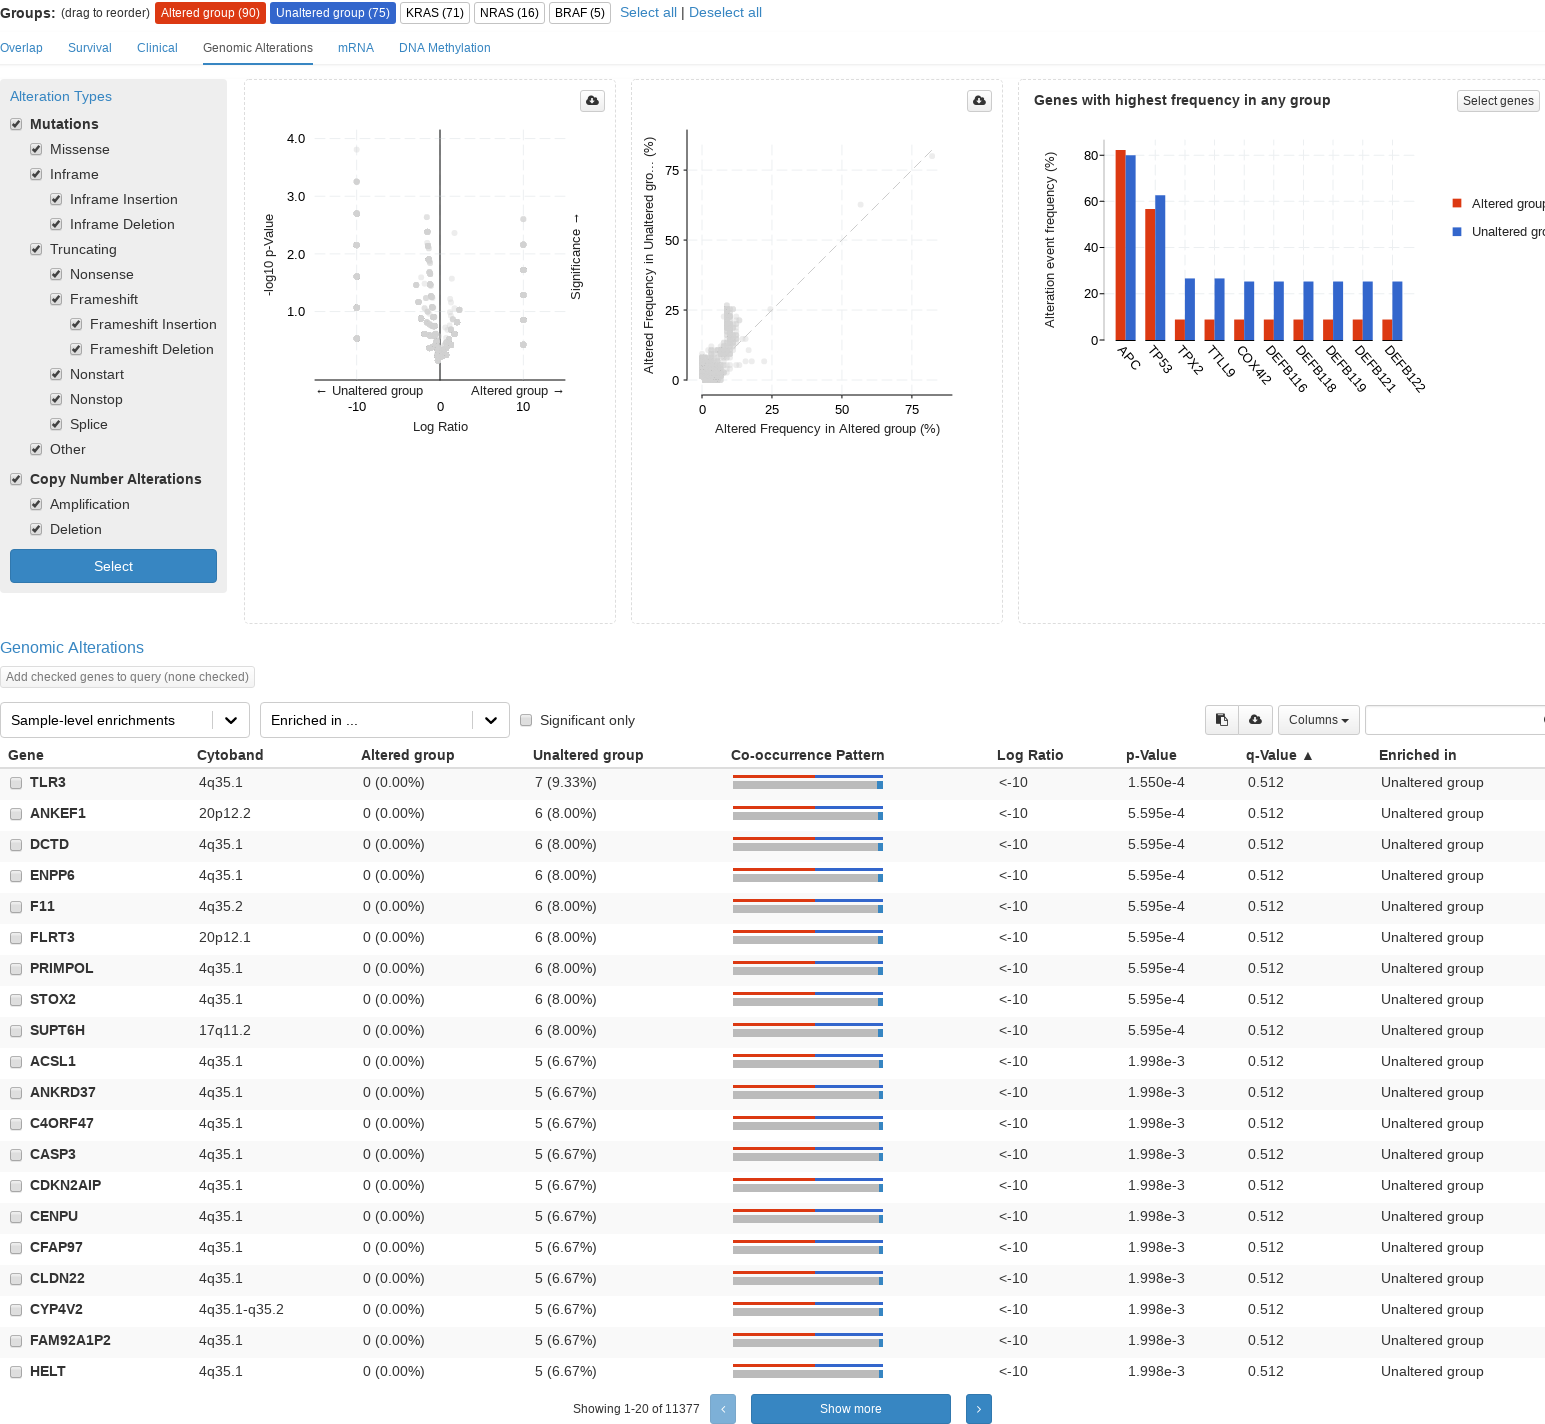 Groups: (drag to reorder) Altered group (90) Unaltered group (75) KRAS (71) NRAS (16) BRAF (5) Select all | Deselect all
Overlap Survival Clinical Genomic Alterations mRNA DNA Methylation
Alteration Types
Mutations
Missense
Inframe
Inframe Insertion
Inframe Deletion
Truncating
Nonsense
Frameshift
Frameshift Insertion
Frameshift Deletion
Nonstart
Nonstop
Splice
Other
Copy Number Alterations
Amplification
Deletion
Select
-log10 p-Value
4.0
3.0
2.0
1.0
Significance →
← Unaltered group Altered group →
-10 0 10
Log Ratio
Altered Frequency in Unaltered gro... (%)
75
50
25
0
0 25 50 75
Altered Frequency in Altered group (%)
Genes with highest frequency in any group Select genes
Alteration event frequency (%)
80
60
40
20
0
APC TP53 TPX2 TTLL9 COX4I2 DEFB116 DEFB118 DEFB119 DEFB121 DEFB122
Altered group
Unaltered gro
Genomic Alterations
Add checked genes to query (none checked)
Sample-level enrichments Enriched in ... Significant only Columns
Gene Cytoband Altered group Unaltered group Co-occurrence Pattern Log Ratio p-Value q-Value ▲ Enriched in
TLR3 4q35.1 0 (0.00%) 7 (9.33%) <-10 1.550e-4 0.512 Unaltered group
ANKEF1 20p12.2 0 (0.00%) 6 (8.00%) <-10 5.595e-4 0.512 Unaltered group
DCTD 4q35.1 0 (0.00%) 6 (8.00%) <-10 5.595e-4 0.512 Unaltered group
ENPP6 4q35.1 0 (0.00%) 6 (8.00%) <-10 5.595e-4 0.512 Unaltered group
F11 4q35.2 0 (0.00%) 6 (8.00%) <-10 5.595e-4 0.512 Unaltered group
FLRT3 20p12.1 0 (0.00%) 6 (8.00%) <-10 5.595e-4 0.512 Unaltered group
PRIMPOL 4q35.1 0 (0.00%) 6 (8.00%) <-10 5.595e-4 0.512 Unaltered group
STOX2 4q35.1 0 (0.00%) 6 (8.00%) <-10 5.595e-4 0.512 Unaltered group
SUPT6H 17q11.2 0 (0.00%) 6 (8.00%) <-10 5.595e-4 0.512 Unaltered group
ACSL1 4q35.1 0 (0.00%) 5 (6.67%) <-10 1.998e-3 0.512 Unaltered group
ANKRD37 4q35.1 0 (0.00%) 5 (6.67%) <-10 1.998e-3 0.512 Unaltered group
C4ORF47 4q35.1 0 (0.00%) 5 (6.67%) <-10 1.998e-3 0.512 Unaltered group
CASP3 4q35.1 0 (0.00%) 5 (6.67%) <-10 1.998e-3 0.512 Unaltered group
CDKN2AIP 4q35.1 0 (0.00%) 5 (6.67%) <-10 1.998e-3 0.512 Unaltered group
CENPU 4q35.1 0 (0.00%) 5 (6.67%) <-10 1.998e-3 0.512 Unaltered group
CFAP97 4q35.1 0 (0.00%) 5 (6.67%) <-10 1.998e-3 0.512 Unaltered group
CLDN22 4q35.1 0 (0.00%) 5 (6.67%) <-10 1.998e-3 0.512 Unaltered group
CYP4V2 4q35.1-q35.2 0 (0.00%) 5 (6.67%) <-10 1.998e-3 0.512 Unaltered group
FAM92A1P2 4q35.1 0 (0.00%) 5 (6.67%) <-10 1.998e-3 0.512 Unaltered group
HELT 4q35.1 0 (0.00%) 5 (6.67%) <-10 1.998e-3 0.512 Unaltered group
Showing 1-20 of 11377 ‹ Show more ›